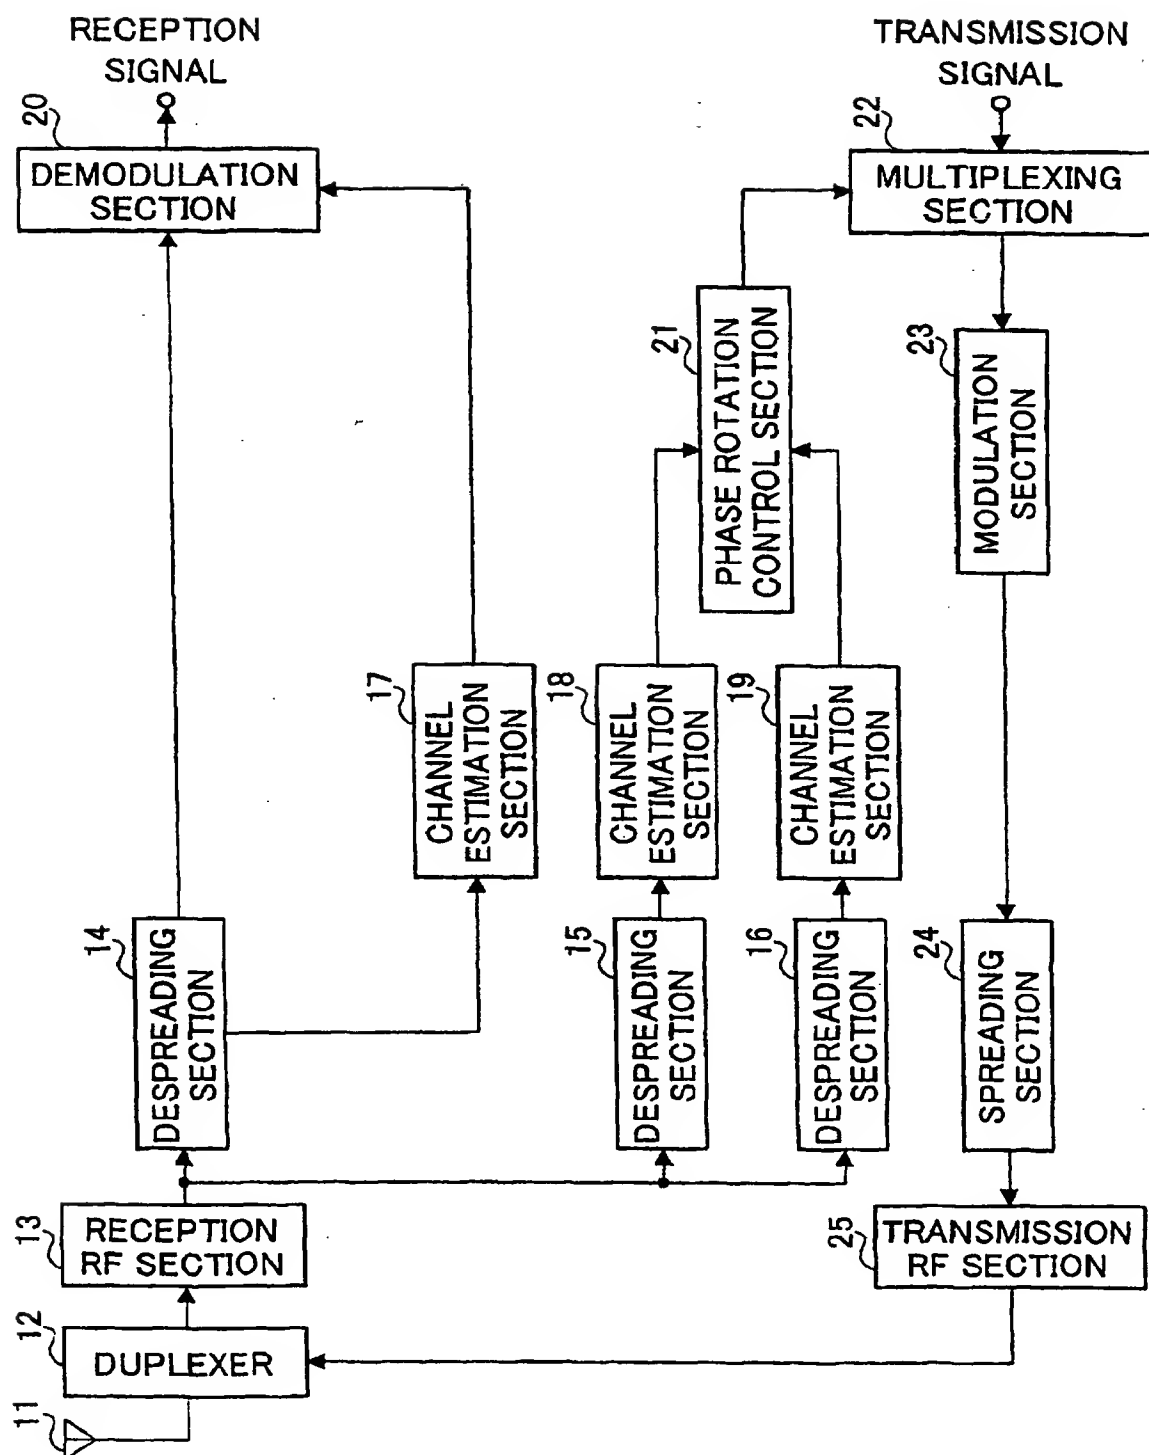 RECEPTION
SIGNAL
TRANSMISSION
SIGNAL
20
DEMODULATION
SECTION
22
MULTIPLEXING
SECTION
21
PHASE ROTATION
CONTROL SECTION
23
MODULATION
SECTION
17
CHANNEL
ESTIMATION
SECTION
18
CHANNEL
ESTIMATION
SECTION
19
CHANNEL
ESTIMATION
SECTION
14
DESPREADING
SECTION
15
DESPREADING
SECTION
16
DESPREADING
SECTION
24
SPREADING
SECTION
13
RECEPTION
RF SECTION
25
TRANSMISSION
RF SECTION
12
DUPLEXER
11